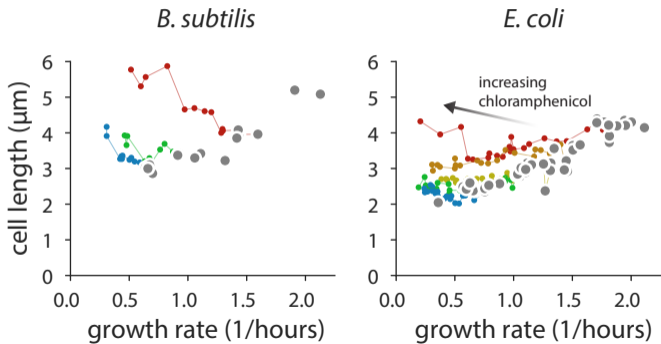 B. subtilis
E. coli
cell length (µm)
6
5
4
3
2
1
0
0.0 0.5 1.0 1.5 2.0
growth rate (1/hours)
increasing
chloramphenicol
6
5
4
3
2
1
0
0.0 0.5 1.0 1.5 2.0
growth rate (1/hours)